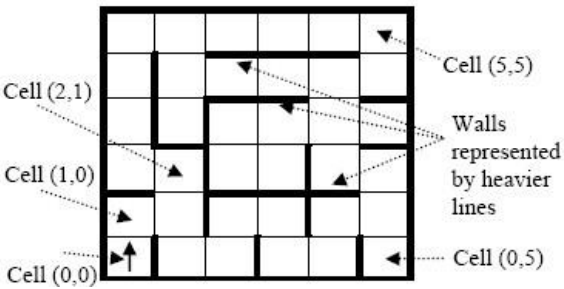 Cell (5,5)
Cell (2,1)
Walls
represented
by heavier
lines
Cell (1,0)
Cell (0,0)
Cell (0,5)